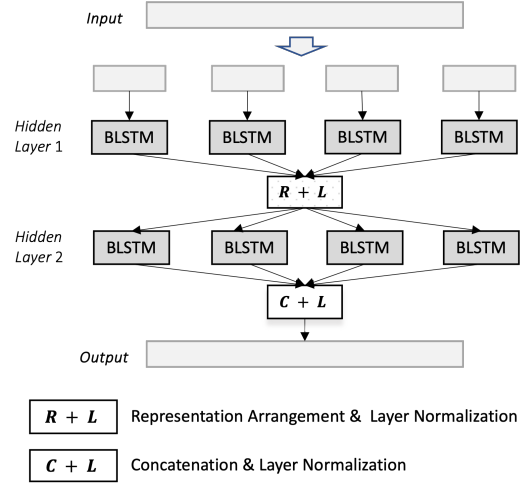 Input
Hidden
Layer 1
BLSTM BLSTM BLSTM BLSTM
R + L
Hidden
Layer 2
BLSTM BLSTM BLSTM BLSTM
C + L
Output
R + L Representation Arrangement & Layer Normalization
C + L Concatenation & Layer Normalization